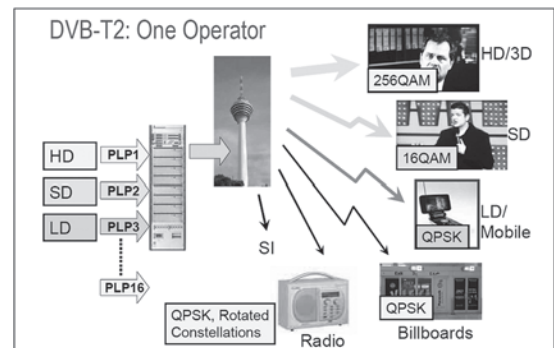 DVB-T2: One Operator
HD/3D
256QAM
HD
PLP1
SD
16QAM
SD
PLP2
LD
PLP3
LD/
Mobile
QPSK
SI
PLP16
QPSK, Rotated
Constellations
Radio
QPSK
Billboards